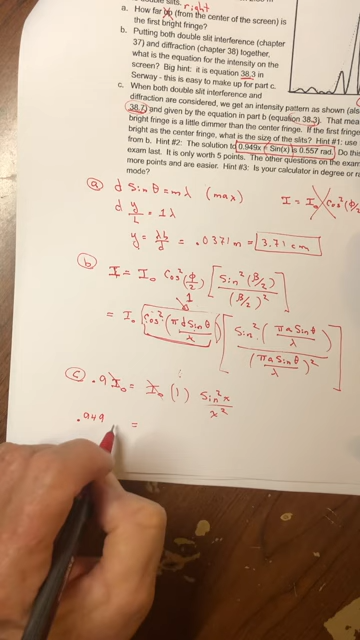 double slits.
a. How far up (from the center of the screen) is right
the first bright fringe?
b. Putting both double slit interference (chapter
37) and diffraction (chapter 38) together,
what is the equation for the intensity on the
screen? Big hint: it is equation 38.3 in
Serway - this is easy to make up for part c.
c. When both double slit interference and
diffraction are considered, we get an intensity pattern as shown (als
38.7) and given by the equation in part b (equation 38.3). That mea
bright fringe is a little dimmer than the center fringe. If the first fringe
bright as the center fringe, what is the size of the slits? Hint #1: use
from b. Hint #2: The solution to 0.949x = Sin(x) is 0.557 rad. Do this
exam last. It is only worth 5 points. The other questions on the exam
more points and are easier. Hint #3: Is your calculator in degree or ra
mode?
(a) d sin θ = mλ (max) I = I₀ cos² (ϕ/2
d y/L = 1λ
y = λL/d = .0371 m = 3.71 cm
(b) I = I₀ cos² (ϕ/2) [sin² (β/2) / (β/2)²]
1
= I₀ cos² (π d sin θ / λ) [sin² (π a sin θ / λ) / (π a sin θ / λ)²]
(c) .9 I₀ = I₀ (1) sin² x / x²
.949 =